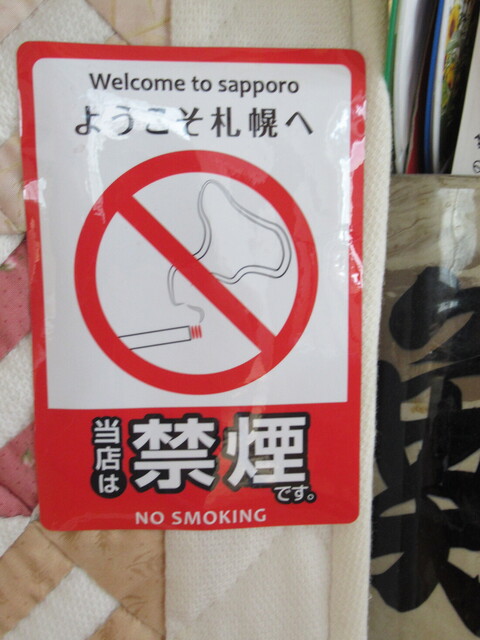 Welcome to sapporo
ようこそ札幌へ
当店は
禁煙
です。
NO SMOKING